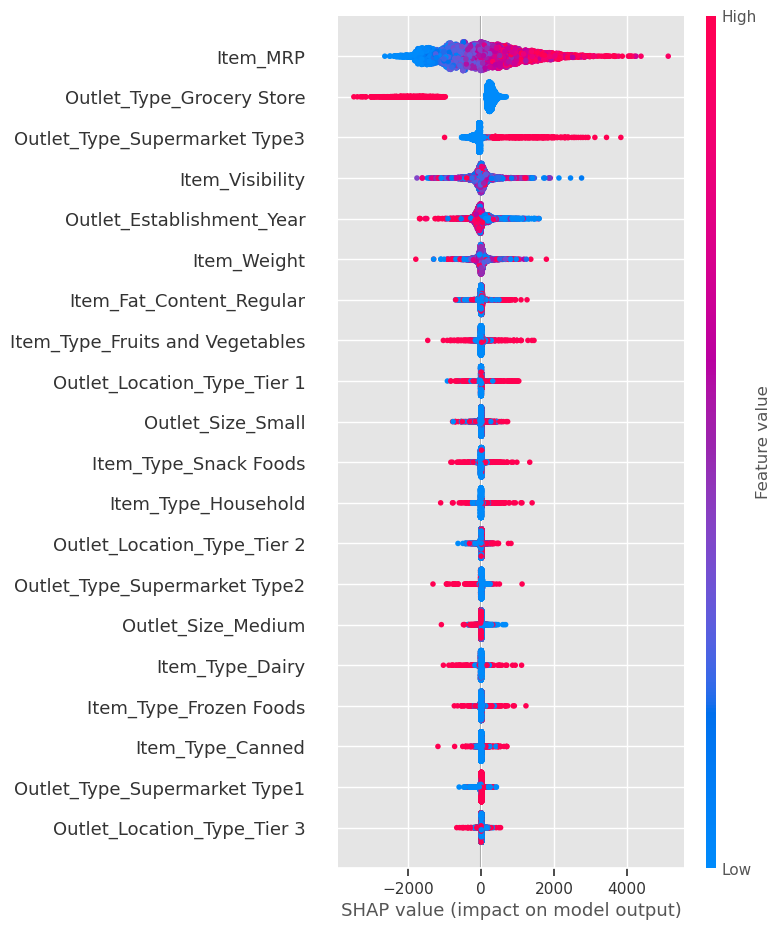 High
Item_MRP
Outlet_Type_Grocery Store
Outlet_Type_Supermarket Type3
Item_Visibility
Outlet_Establishment_Year
Item_Weight
Item_Fat_Content_Regular
Item_Type_Fruits and Vegetables
Outlet_Location_Type_Tier 1
Outlet_Size_Small
Item_Type_Snack Foods
Item_Type_Household
Outlet_Location_Type_Tier 2
Outlet_Type_Supermarket Type2
Outlet_Size_Medium
Item_Type_Dairy
Item_Type_Frozen Foods
Item_Type_Canned
Outlet_Type_Supermarket Type1
Outlet_Location_Type_Tier 3
Feature value
Low
−2000 0 2000 4000
SHAP value (impact on model output)